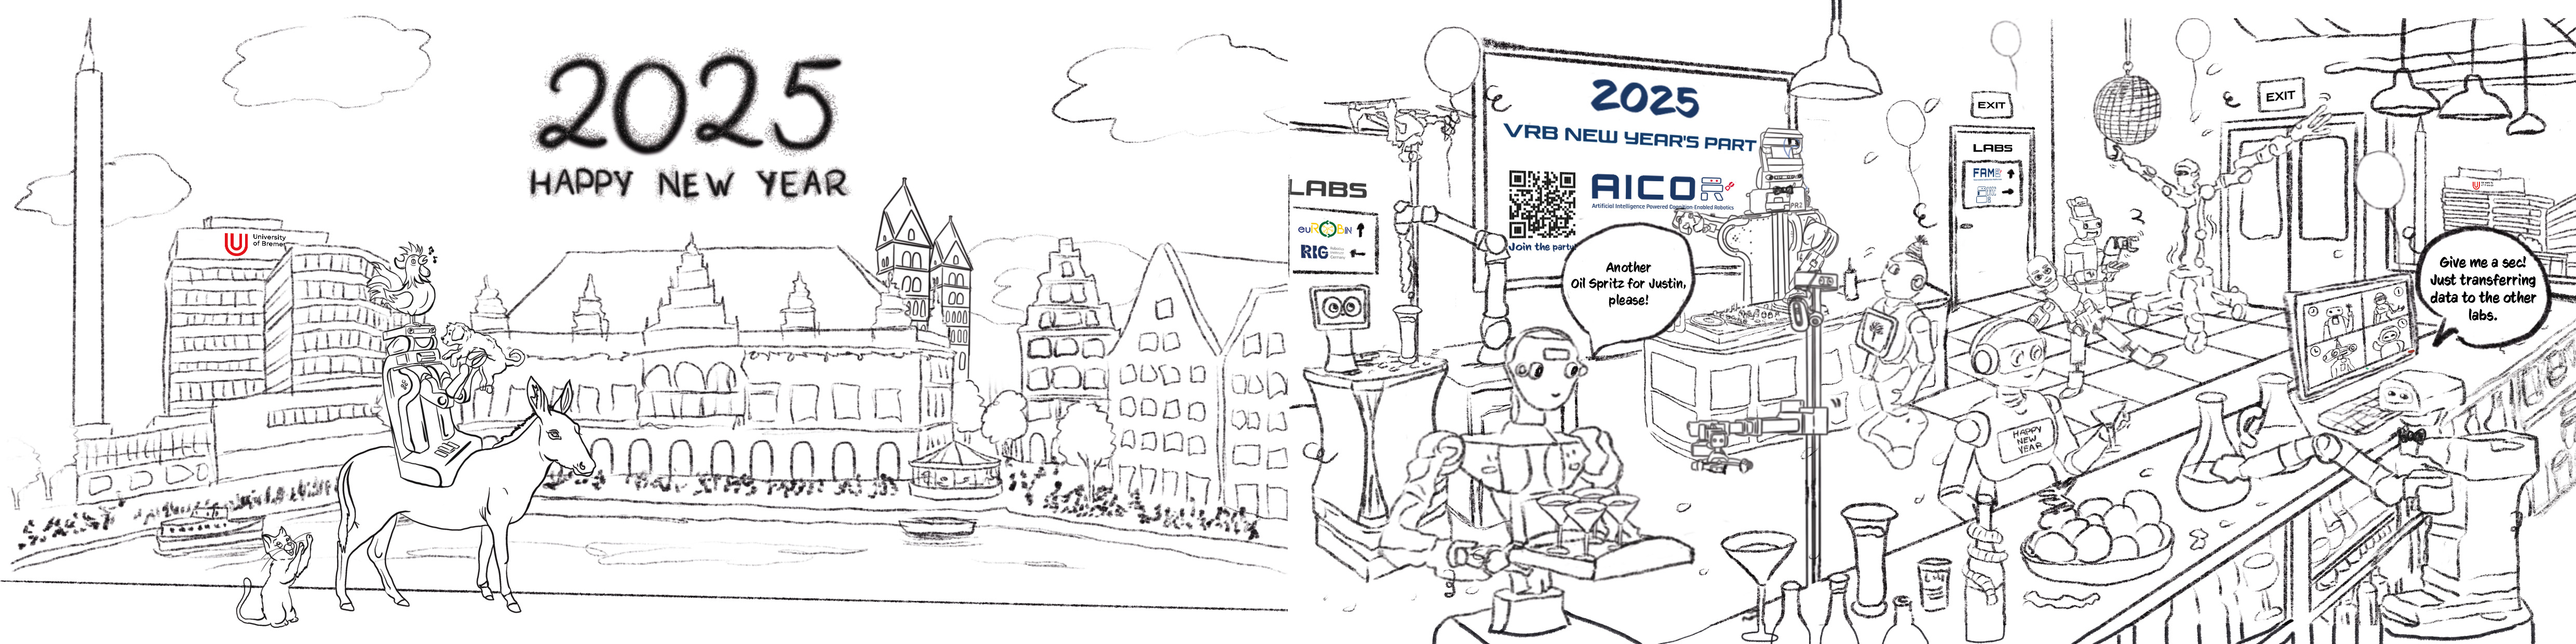 2025
HAPPY NEW YEAR
University
of Bremen
2025
VRB NEW YEAR'S PART
AICOR
Artificial Intelligence Powered Cognition-Enabled Robotics
Join the party
LABS
euROBIN
RIG
Another
Oil Spritz for Justin,
please!
PR2
EXIT
LABS
FAME
EXIT
HAPPY
NEW
YEAR
Give me a sec!
Just transferring
data to the other
labs.